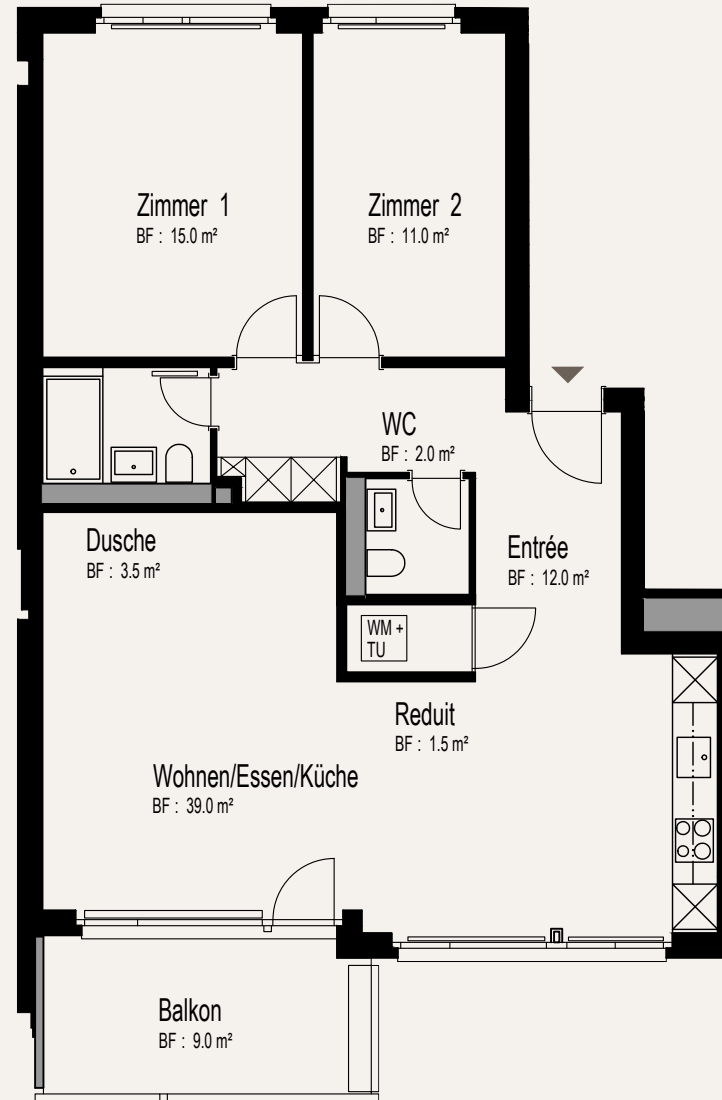 Zimmer 1
BF : 15.0 m²
Zimmer 2
BF : 11.0 m²
WC
BF : 2.0 m²
Dusche
BF : 3.5 m²
Entrée
BF : 12.0 m²
WM +
TU
Reduit
BF : 1.5 m²
Wohnen/Essen/Küche
BF : 39.0 m²
Balkon
BF : 9.0 m²